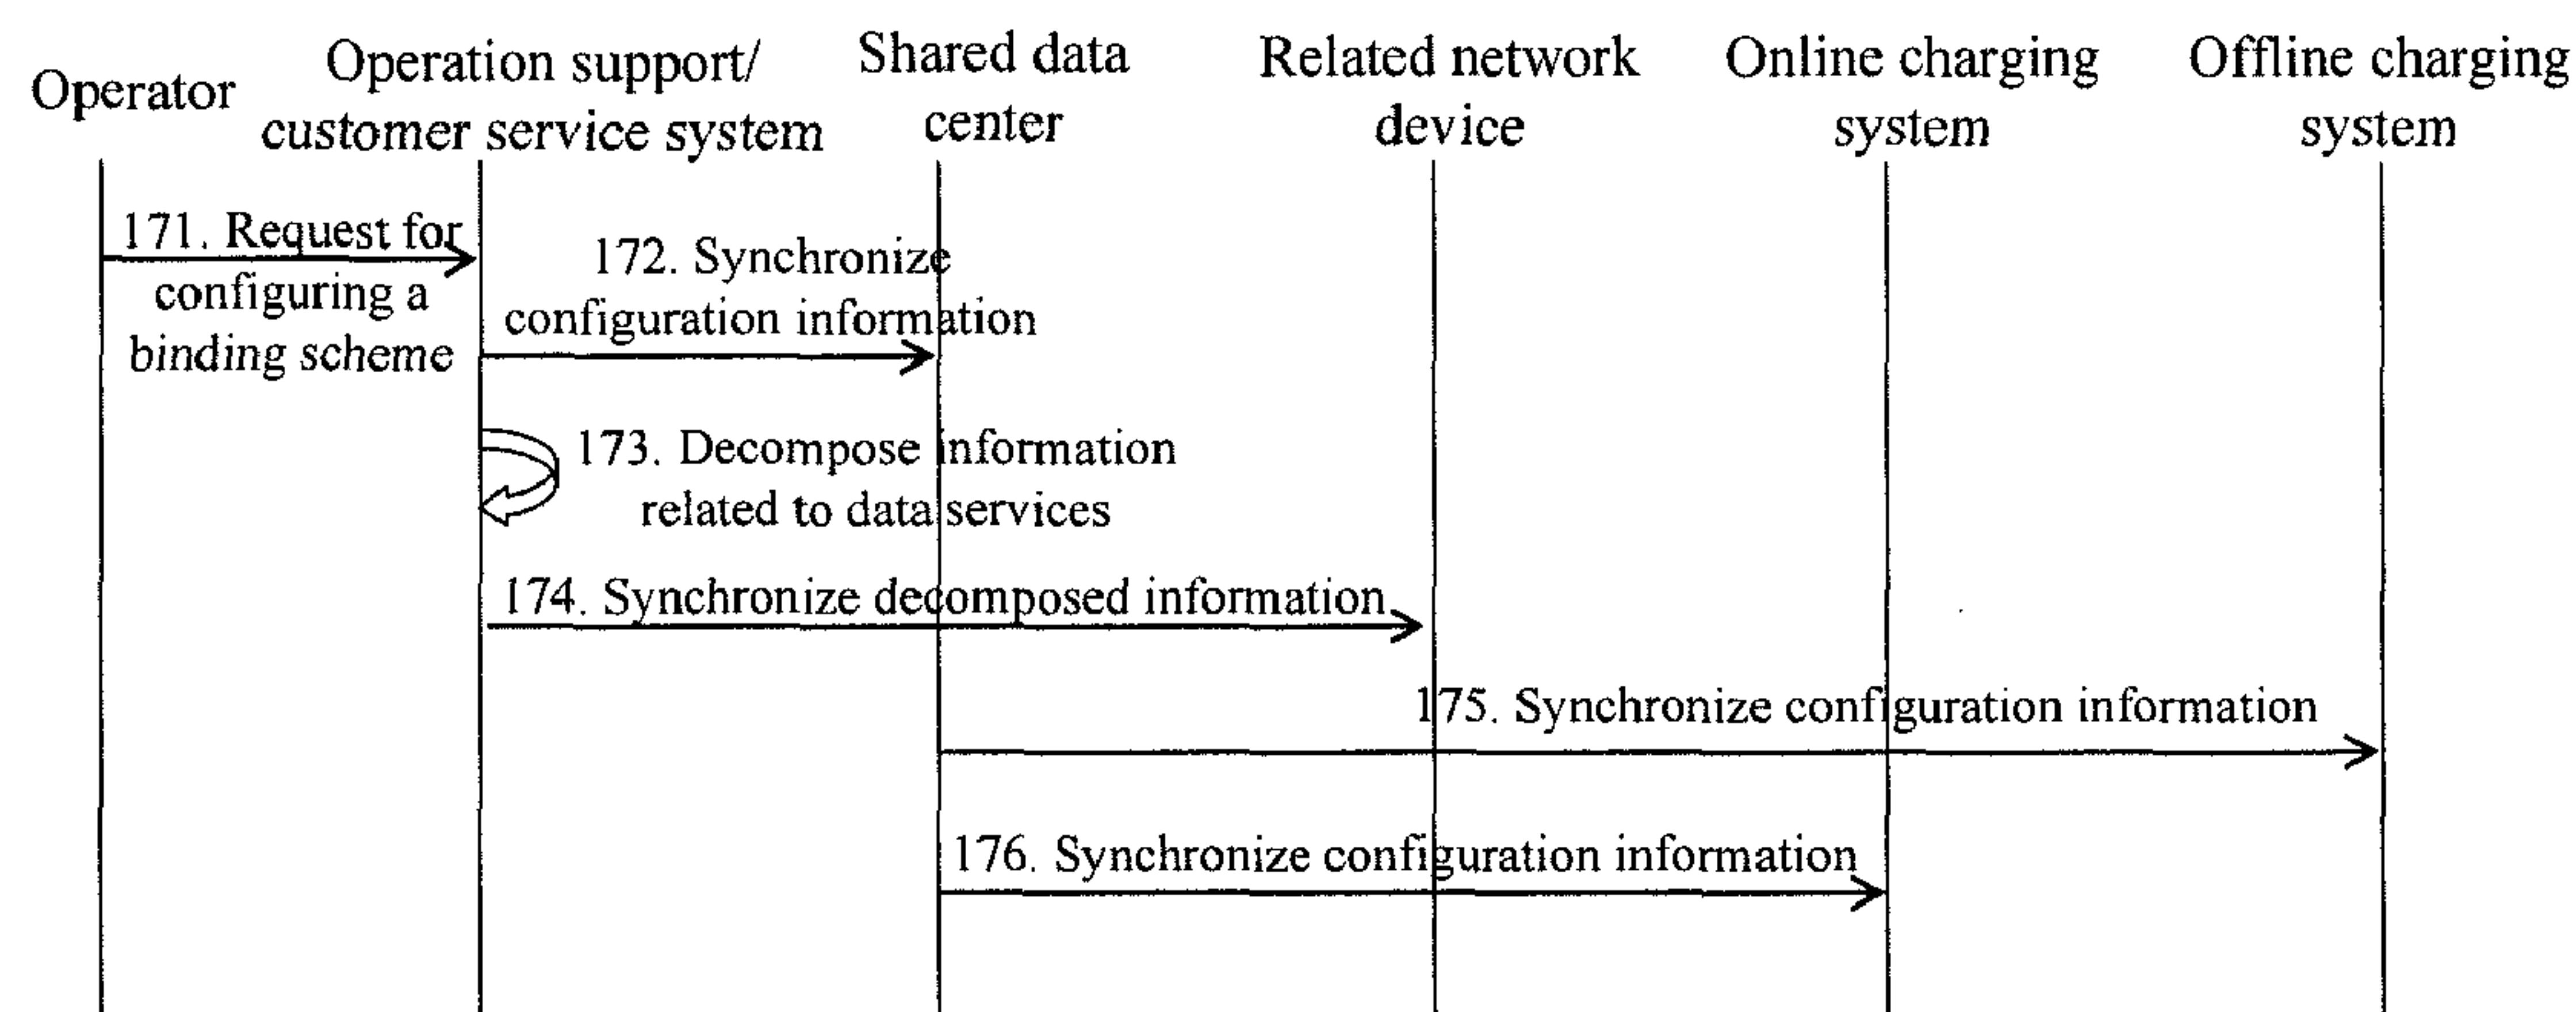 Operator
Operation support/
customer service system
Shared data
center
Related network
device
Online charging
system
Offline charging
system
171. Request for
configuring a
binding scheme
172. Synchronize
configuration information
173. Decompose information
related to data services
174. Synchronize decomposed information
175. Synchronize configuration information
176. Synchronize configuration information